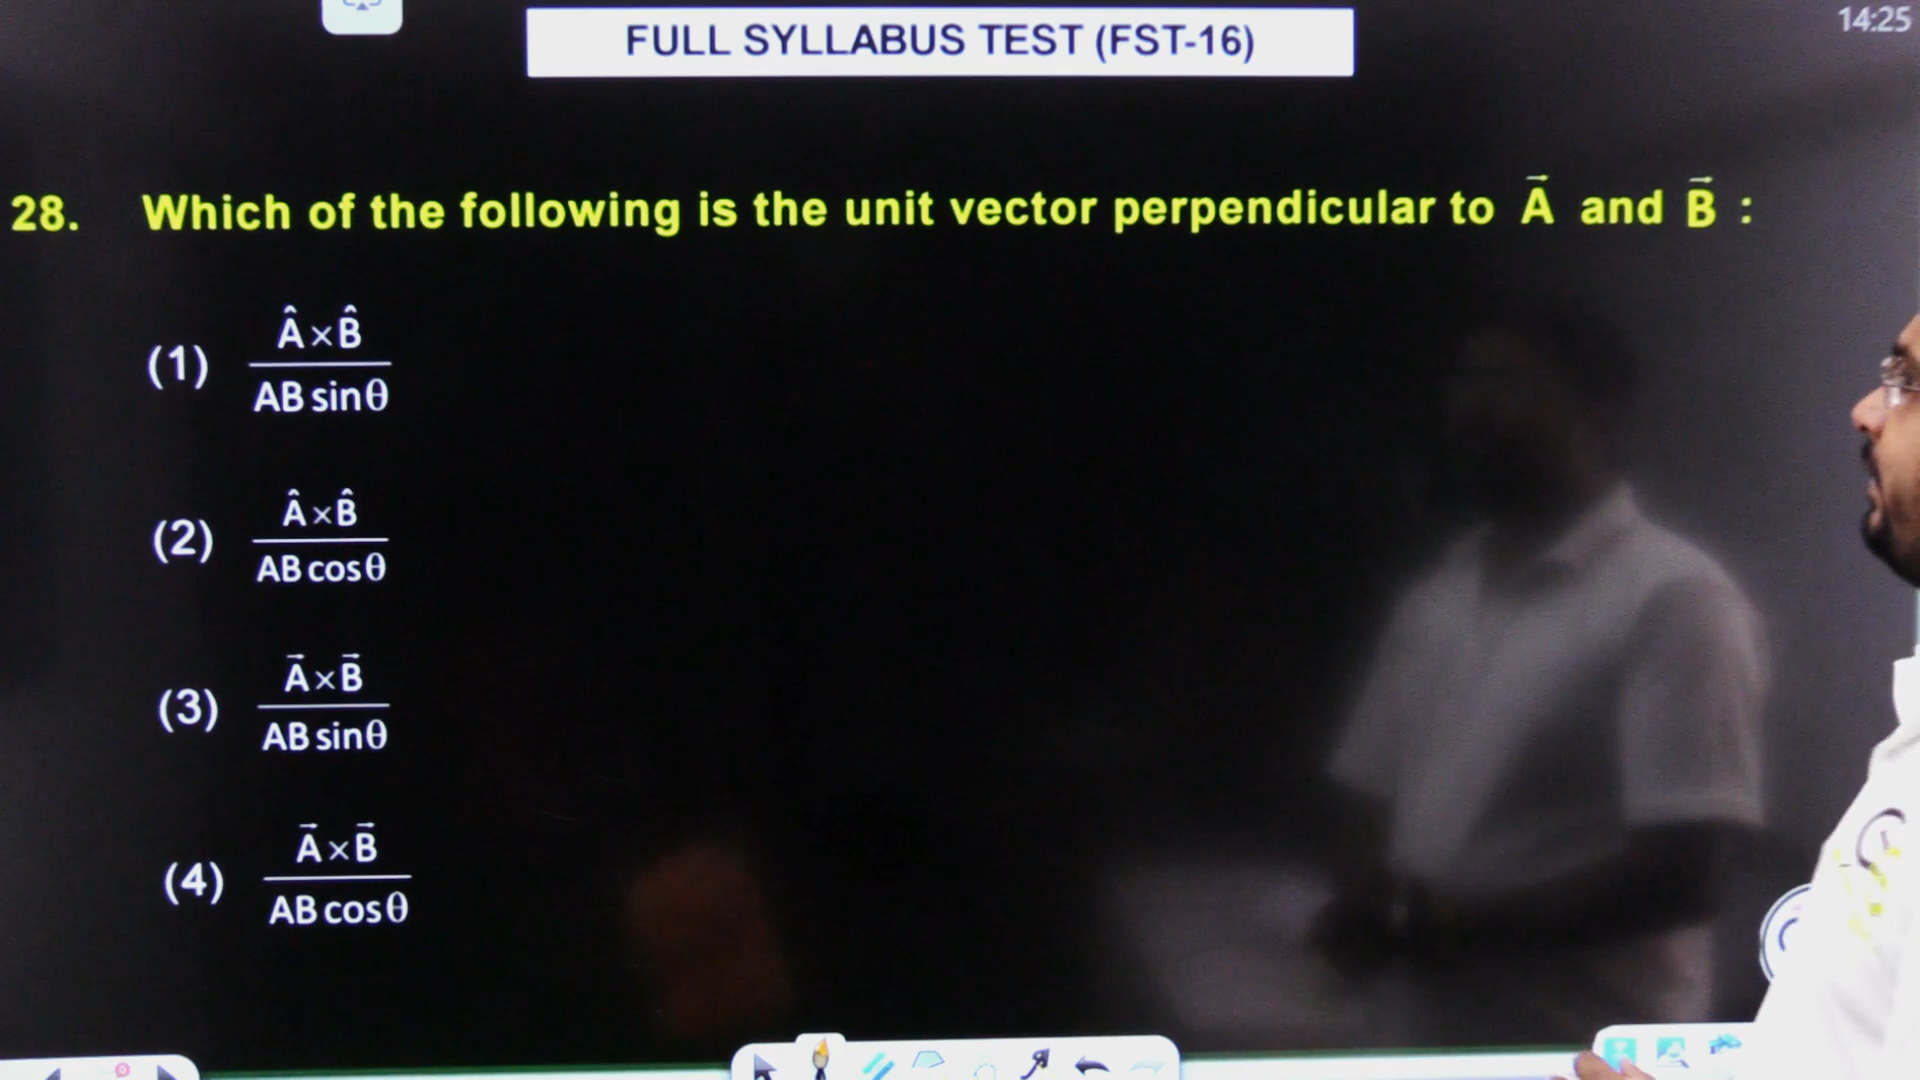 FULL SYLLABUS TEST (FST-16)
14:25
28. Which of the following is the unit vector perpendicular to A⃗ and B⃗ :
(1) Â×B̂
AB sinθ
(2) Â×B̂
AB cosθ
(3) A⃗×B⃗
AB sinθ
(4) A⃗×B⃗
AB cosθ
0